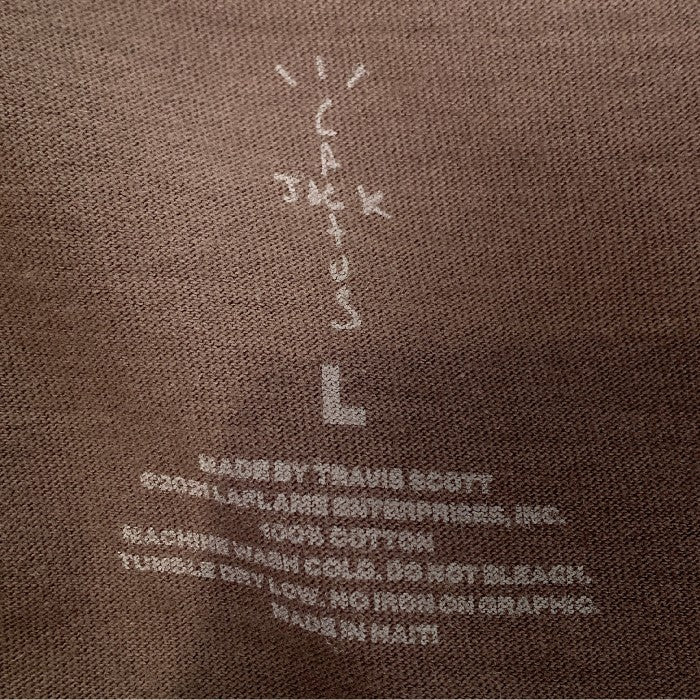 CACTUS
JACK
L
MADE BY TRAVIS SCOTT
©2021 LAFLAME ENTERPRISES, INC.
100% COTTON
MACHINE WASH COLD. DO NOT BLEACH.
TUMBLE DRY LOW. NO IRON ON GRAPHIC.
MADE IN HAITI